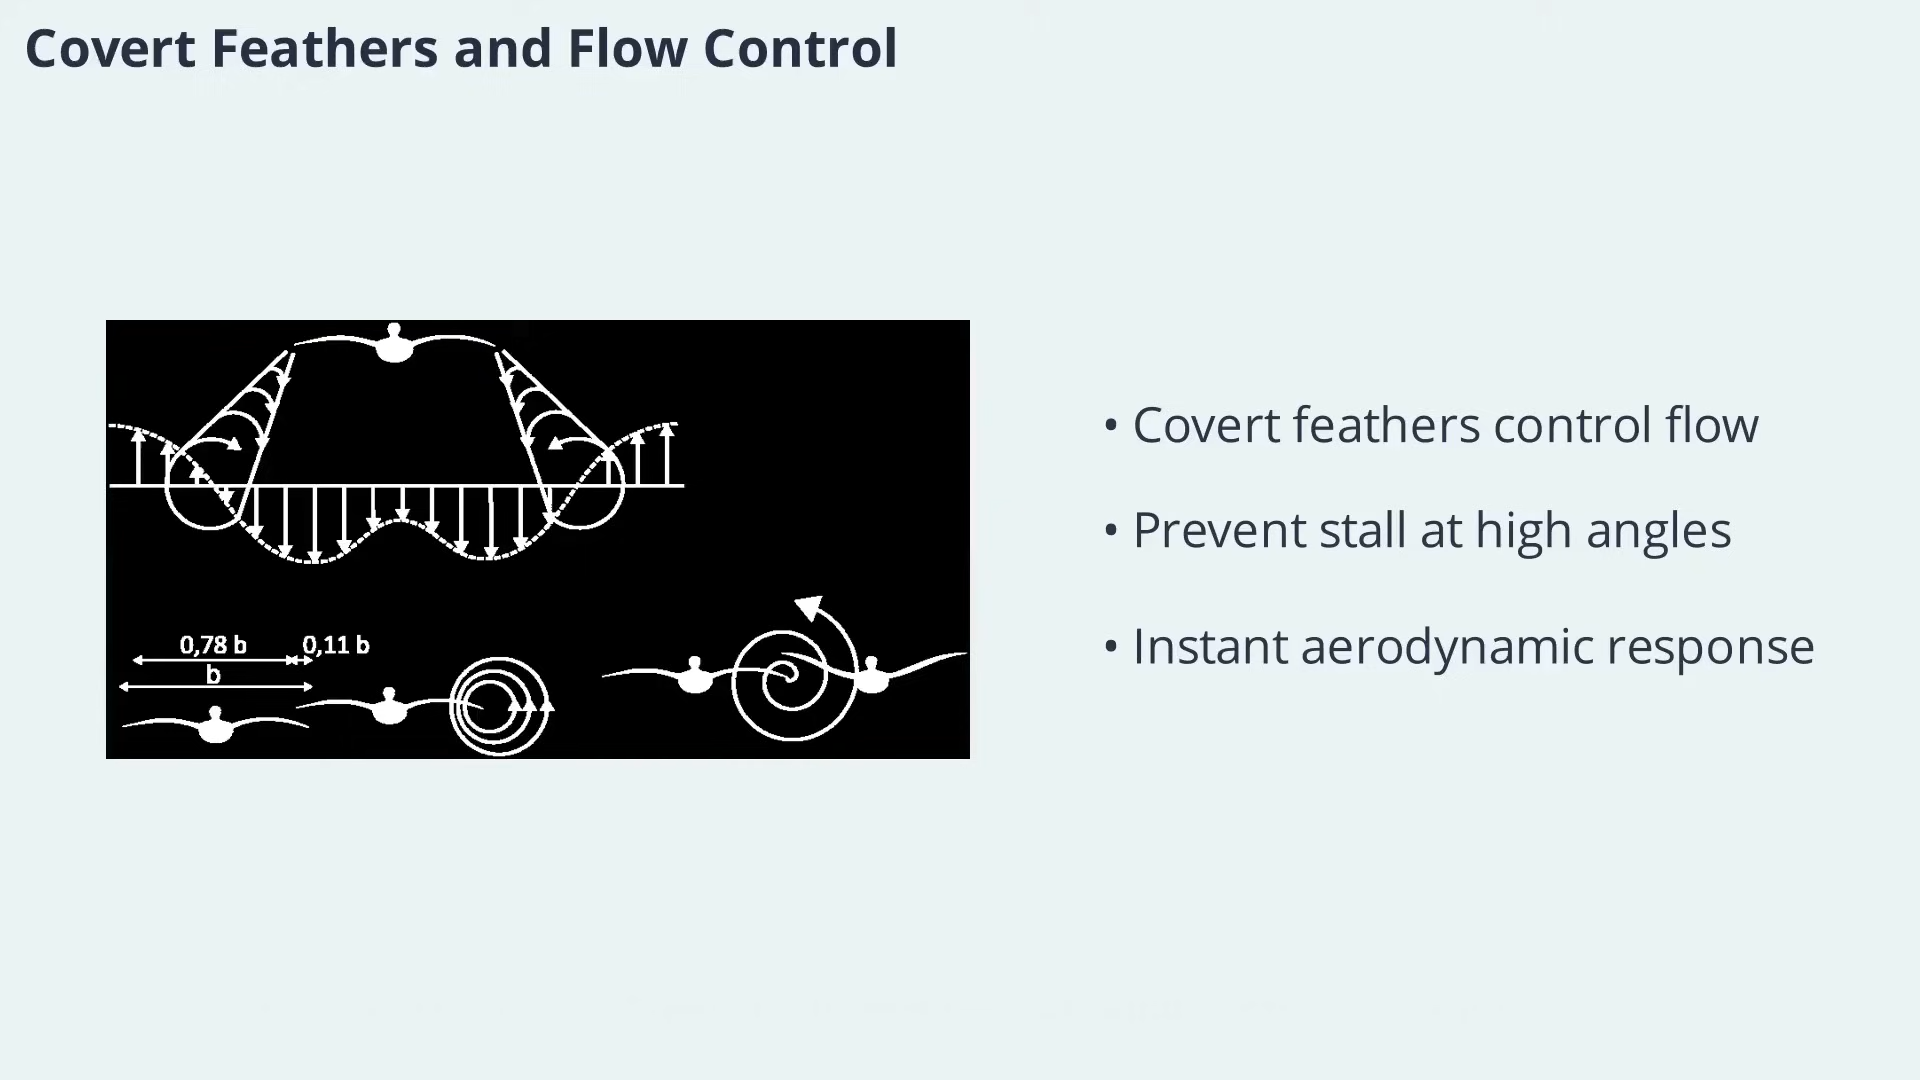 Covert Feathers and Flow Control
0,78 b
0,11 b
b
• Covert feathers control flow
• Prevent stall at high angles
• Instant aerodynamic response